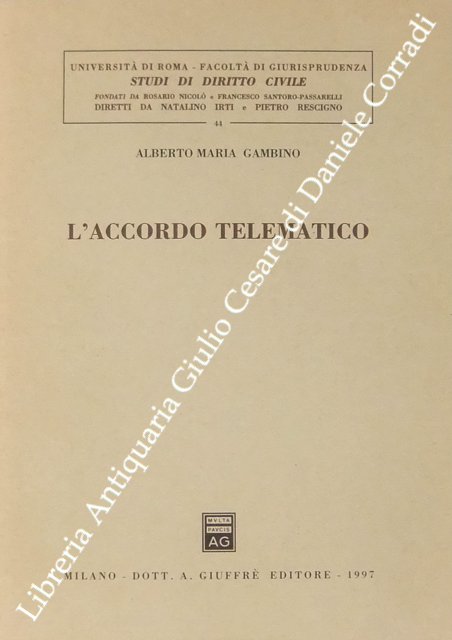 UNIVERSITÀ DI ROMA - FACOLTÀ DI GIURISPRUDENZA
STUDI DI DIRITTO CIVILE
FONDATI DA ROSARIO NICOLÒ e FRANCESCO SANTORO-PASSARELLI
DIRETTI DA NATALINO IRTI e PIETRO RESCIGNO
44
ALBERTO MARIA GAMBINO
L'ACCORDO TELEMATICO
MVLTA
PAVCIS
AG
MILANO - DOTT. A. GIUFFRÈ EDITORE - 1997
Libreria Antiquaria Giulio Cesare di Daniele Corradi